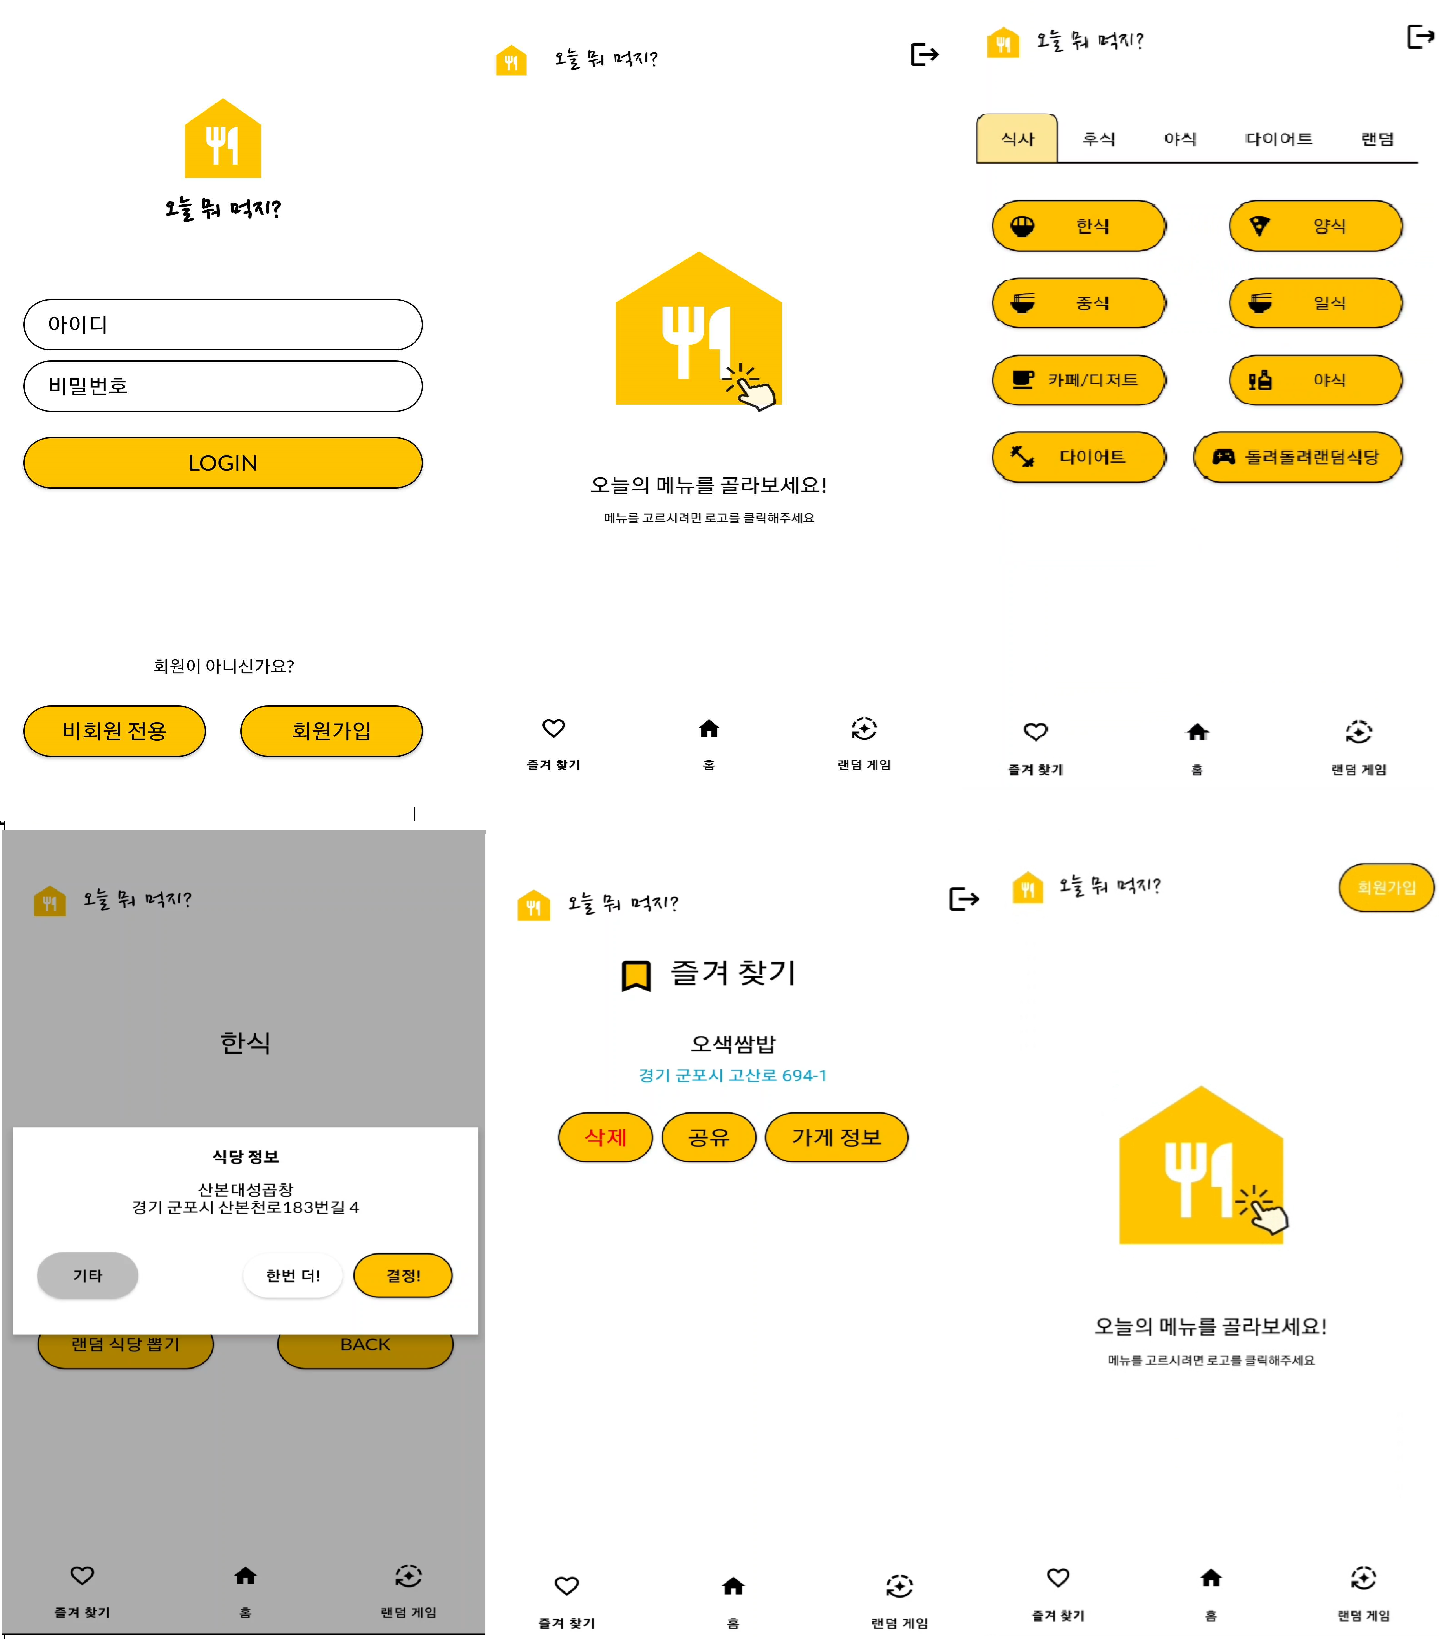 오늘 뭐 먹지?
아이디
비밀번호
LOGIN
회원이 아니신가요?
비회원 전용
회원가입
오늘 뭐 먹지?
오늘의 메뉴를 골라보세요!
메뉴를 고르시려면 로고를 클릭해주세요
즐겨 찾기
홈
랜덤 게임
오늘 뭐 먹지?
식사
후식
야식
다이어트
랜덤
한식
양식
중식
일식
카페/디저트
야식
다이어트
돌려돌려랜덤식당
즐겨 찾기
홈
랜덤 게임
오늘 뭐 먹지?
한식
식당 정보
산본대성곱창
경기 군포시 산본천로183번길 4
기타
한번 더!
결정!
랜덤 식당 뽑기
BACK
즐겨 찾기
홈
랜덤 게임
오늘 뭐 먹지?
즐겨 찾기
오색쌈밥
경기 군포시 고산로 694-1
삭제
공유
가게 정보
즐겨 찾기
홈
랜덤 게임
오늘 뭐 먹지?
회원가입
오늘의 메뉴를 골라보세요!
메뉴를 고르시려면 로고를 클릭해주세요
즐겨 찾기
홈
랜덤 게임